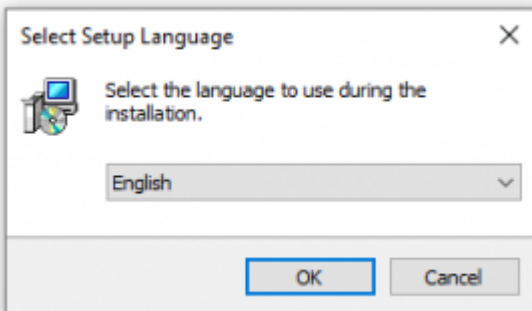 Select Setup Language
Select the language to use during the
installation.
English
OK
Cancel